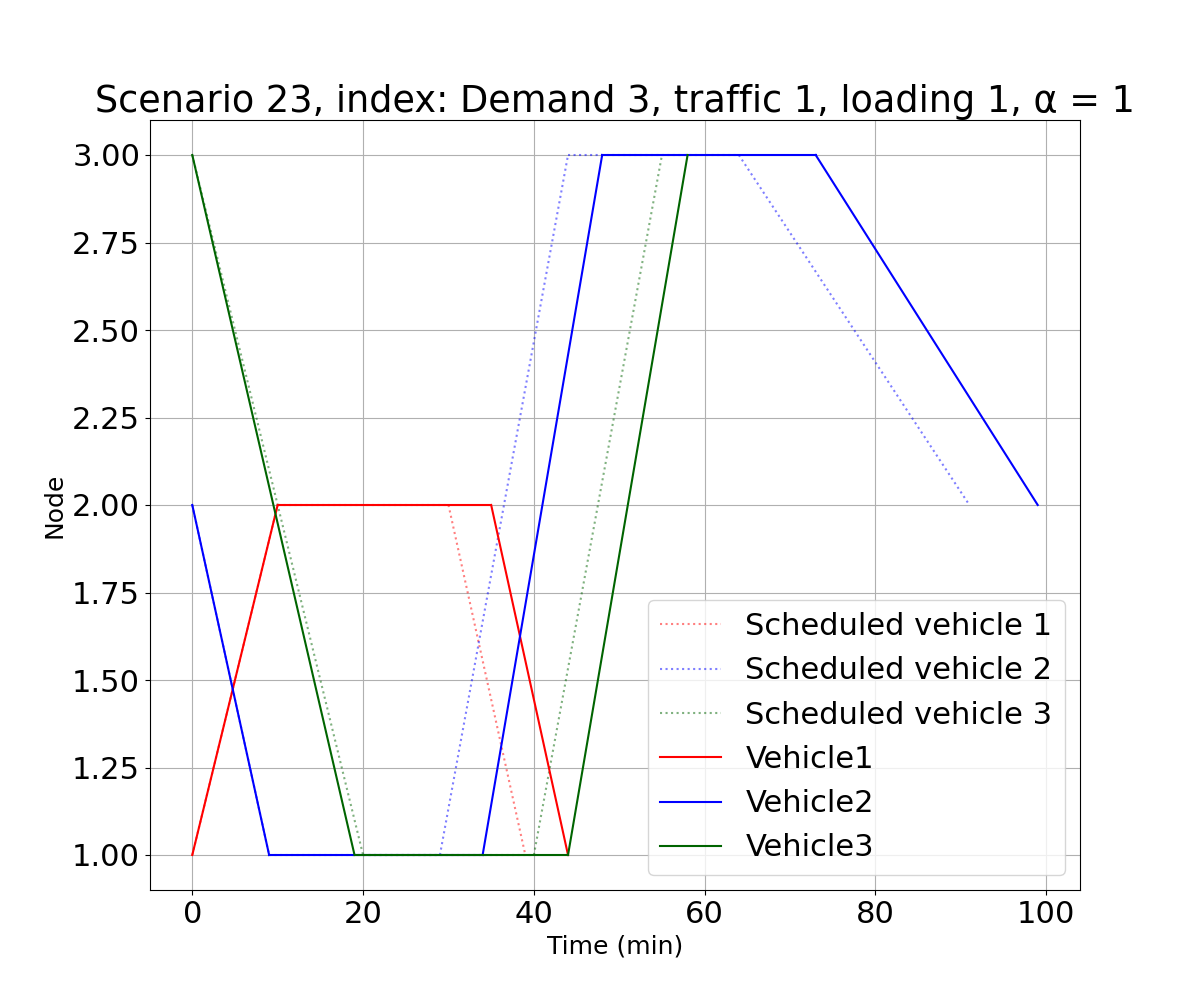 Scenario 23, index: Demand 3, traffic 1, loading 1, α = 1
3.00
2.75
2.50
2.25
2.00
1.75
1.50
1.25
1.00
Node
Scheduled vehicle 1
Scheduled vehicle 2
Scheduled vehicle 3
Vehicle1
Vehicle2
Vehicle3
0 20 40 60 80 100
Time (min)